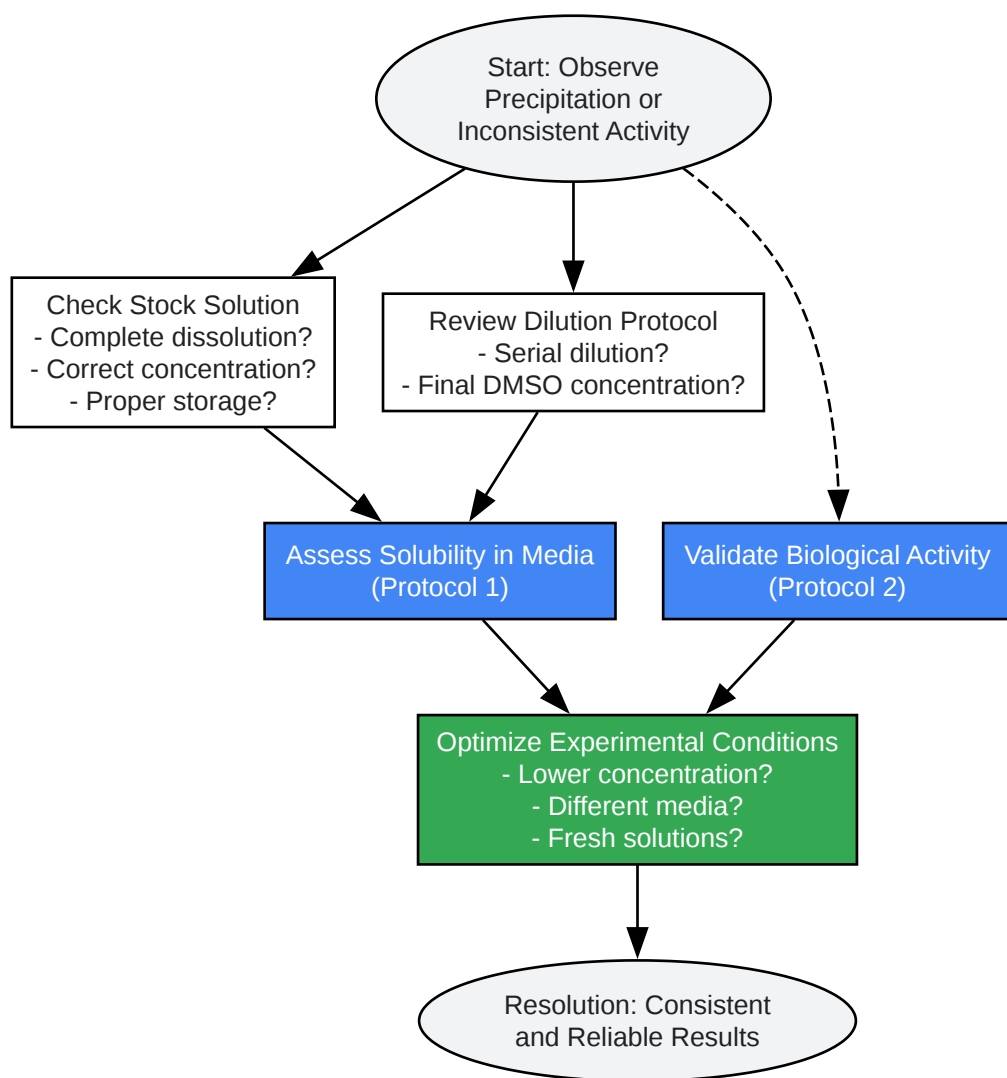 Start: Observe
Precipitation or
Inconsistent Activity
Check Stock Solution
- Complete dissolution?
- Correct concentration?
- Proper storage?
Review Dilution Protocol
- Serial dilution?
- Final DMSO concentration?
Assess Solubility in Media
(Protocol 1)
Validate Biological Activity
(Protocol 2)
Optimize Experimental Conditions
- Lower concentration?
- Different media?
- Fresh solutions?
Resolution: Consistent
and Reliable Results